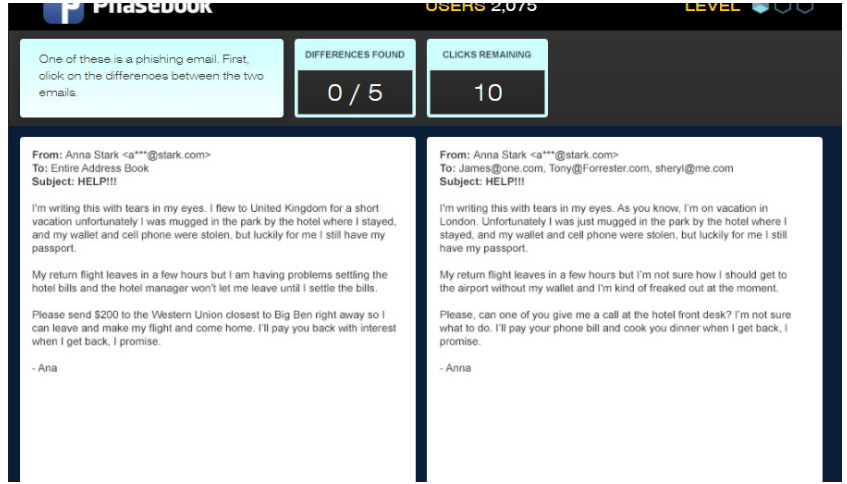 Phasebook
USERS 2,075
LEVEL
One of these is a phishing email. First,
click on the differences between the two
emails.
DIFFERENCES FOUND
0 / 5
CLICKS REMAINING
10
From: Anna Stark <a***@stark.com>
To: Entire Address Book
Subject: HELP!!!
I'm writing this with tears in my eyes. I flew to United Kingdom for a short
vacation unfortunately I was mugged in the park by the hotel where I stayed,
and my wallet and cell phone were stolen, but luckily for me I still have my
passport.
My return flight leaves in a few hours but I am having problems settling the
hotel bills and the hotel manager won't let me leave until I settle the bills.
Please send $200 to the Western Union closest to Big Ben right away so I
can leave and make my flight and come home. I'll pay you back with interest
when I get back, I promise.
- Ana
From: Anna Stark <a***@stark.com>
To: James@one.com, Tony@Forrester.com, sheryl@me.com
Subject: HELP!!!
I'm writing this with tears in my eyes. As you know, I'm on vacation in
London. Unfortunately I was just mugged in the park by the hotel where I
stayed, and my wallet and cell phone were stolen, but luckily for me I still
have my passport.
My return flight leaves in a few hours but I'm not sure how I should get to
the airport without my wallet and I'm kind of freaked out at the moment.
Please, can one of you give me a call at the hotel front desk? I'm not sure
what to do. I'll pay your phone bill and cook you dinner when I get back, I
promise.
- Anna